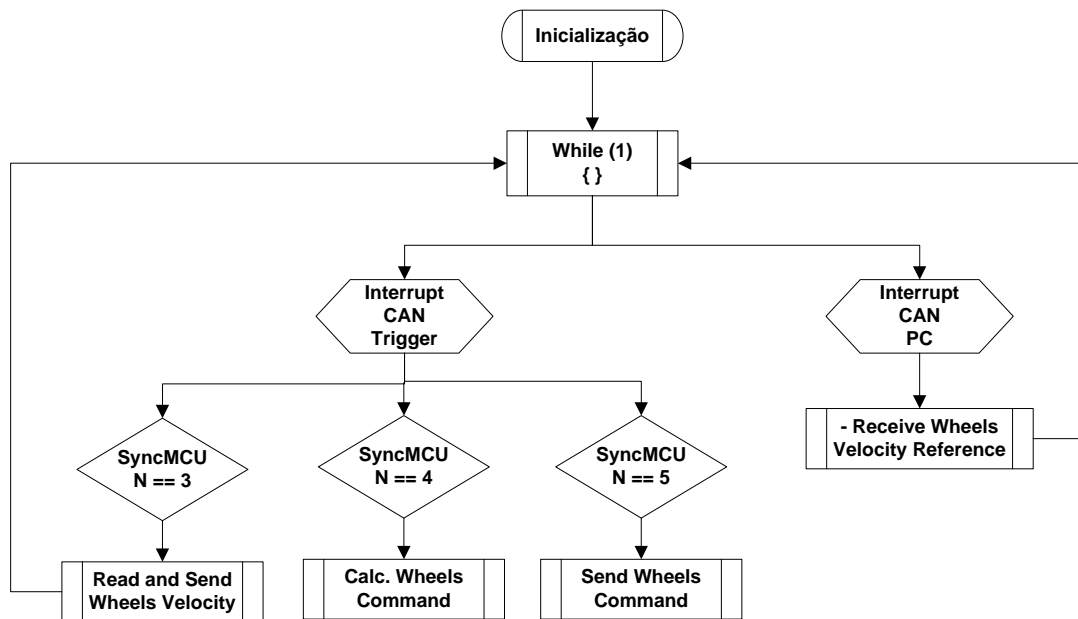 Inicialização
While (1)
{ }
Interrupt
CAN
Trigger
Interrupt
CAN
PC
SyncMCU
N == 3
SyncMCU
N == 4
SyncMCU
N == 5
- Receive Wheels
Velocity Reference
Read and Send
Wheels Velocity
Calc. Wheels
Command
Send Wheels
Command